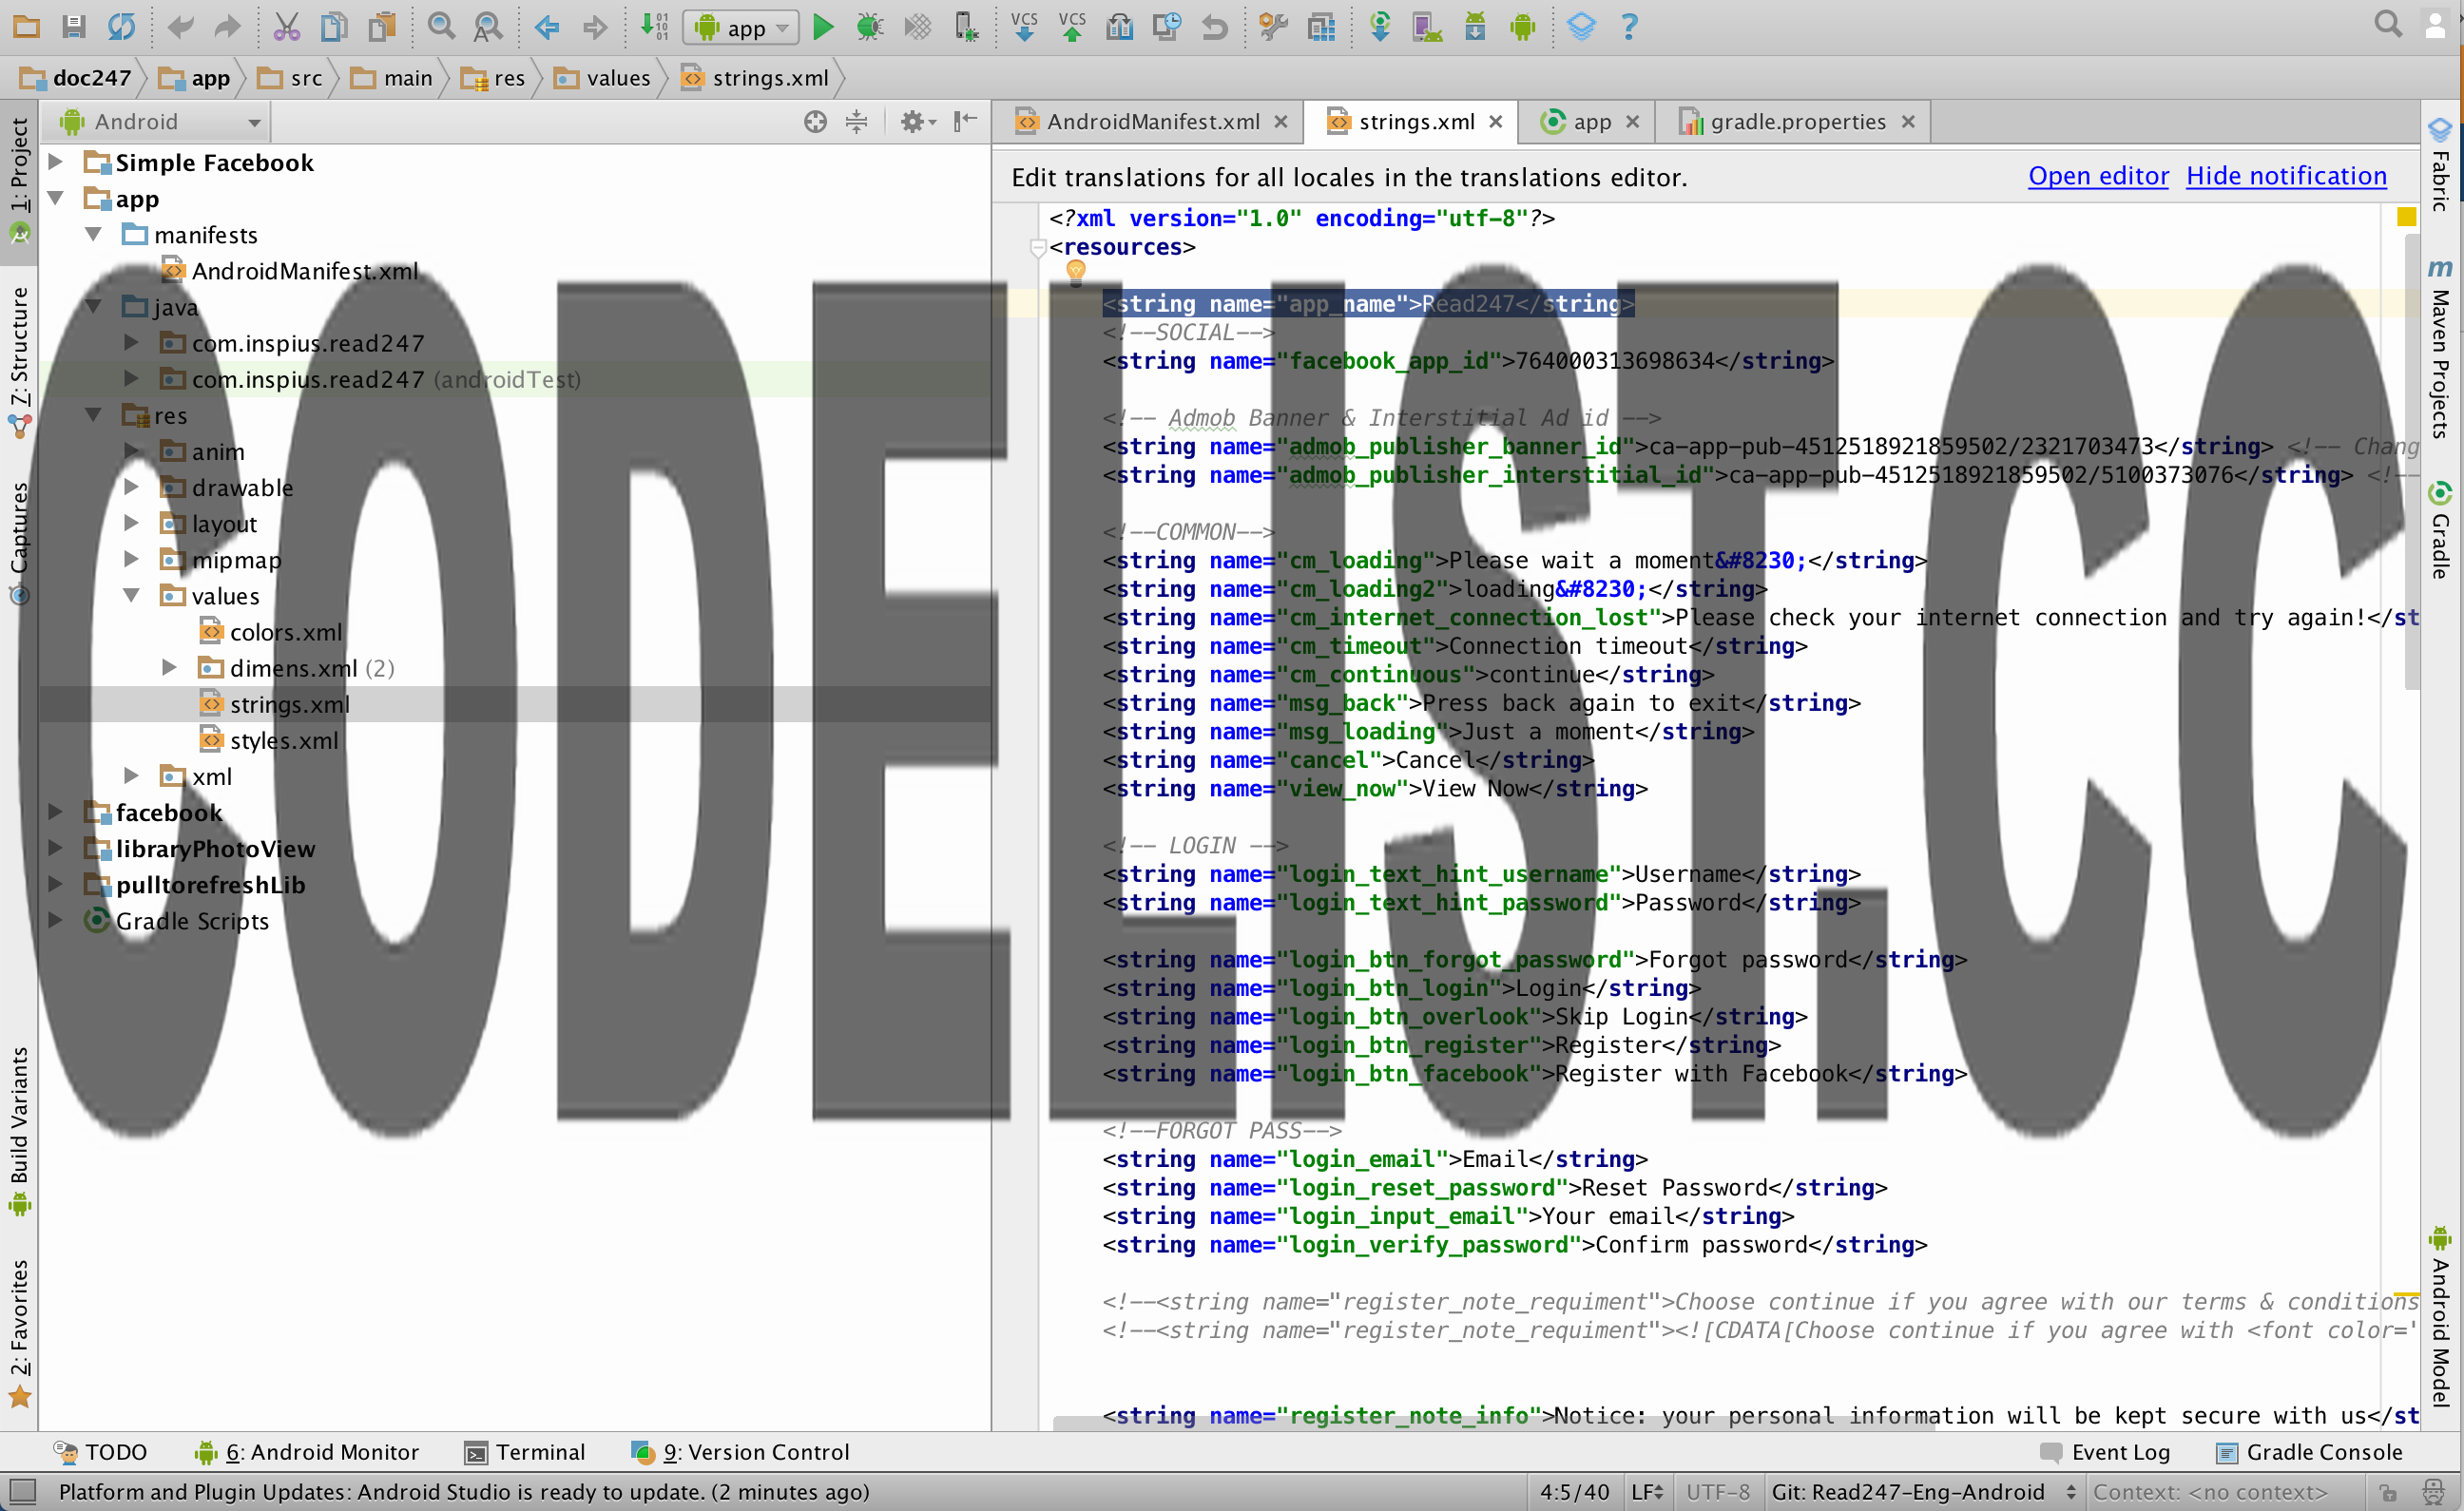 app
VCS VCS
doc247 app src main res values strings.xml
Android
AndroidManifest.xml strings.xml app gradle.properties
Edit translations for all locales in the translations editor. Open editor Hide notification
1: Project
7: Structure
Captures
Build Variants
2: Favorites
Simple Facebook
app
manifests
AndroidManifest.xml
java
com.inspius.read247
com.inspius.read247 (androidTest)
res
anim
drawable
layout
mipmap
values
colors.xml
dimens.xml (2)
strings.xml
styles.xml
xml
facebook
libraryPhotoView
pulltorefreshLib
Gradle Scripts
<?xml version="1.0" encoding="utf-8"?>
<resources>
<string name="app_name">Read247</string>
<!--SOCIAL-->
<string name="facebook_app_id">764000313698634</string>
<!-- Admob Banner & Interstitial Ad id -->
<string name="admob_publisher_banner_id">ca-app-pub-4512518921859502/2321703473</string> <!-- Chang
<string name="admob_publisher_interstitial_id">ca-app-pub-4512518921859502/5100373076</string> <!--
<!--COMMON-->
<string name="cm_loading">Please wait a moment&#8230;</string>
<string name="cm_loading2">loading&#8230;</string>
<string name="cm_internet_connection_lost">Please check your internet connection and try again!</st
<string name="cm_timeout">Connection timeout</string>
<string name="cm_continuous">continue</string>
<string name="msg_back">Press back again to exit</string>
<string name="msg_loading">Just a moment</string>
<string name="cancel">Cancel</string>
<string name="view_now">View Now</string>
<!-- LOGIN -->
<string name="login_text_hint_username">Username</string>
<string name="login_text_hint_password">Password</string>
<string name="login_btn_forgot_password">Forgot password</string>
<string name="login_btn_login">Login</string>
<string name="login_btn_overlook">Skip Login</string>
<string name="login_btn_register">Register</string>
<string name="login_btn_facebook">Register with Facebook</string>
<!--FORGOT PASS-->
<string name="login_email">Email</string>
<string name="login_reset_password">Reset Password</string>
<string name="login_input_email">Your email</string>
<string name="login_verify_password">Confirm password</string>
<!--<string name="register_note_requiment">Choose continue if you agree with our terms & conditions
<!--<string name="register_note_requiment"><![CDATA[Choose continue if you agree with <font color='
<string name="register_note_info">Notice: your personal information will be kept secure with us</st
CODELIST.CC
Fabric
m Maven Projects
Gradle
Android Model
TODO 6: Android Monitor Terminal 9: Version Control Event Log Gradle Console
Platform and Plugin Updates: Android Studio is ready to update. (2 minutes ago) 4:5/40 LF UTF-8 Git: Read247-Eng-Android Context: <no context>